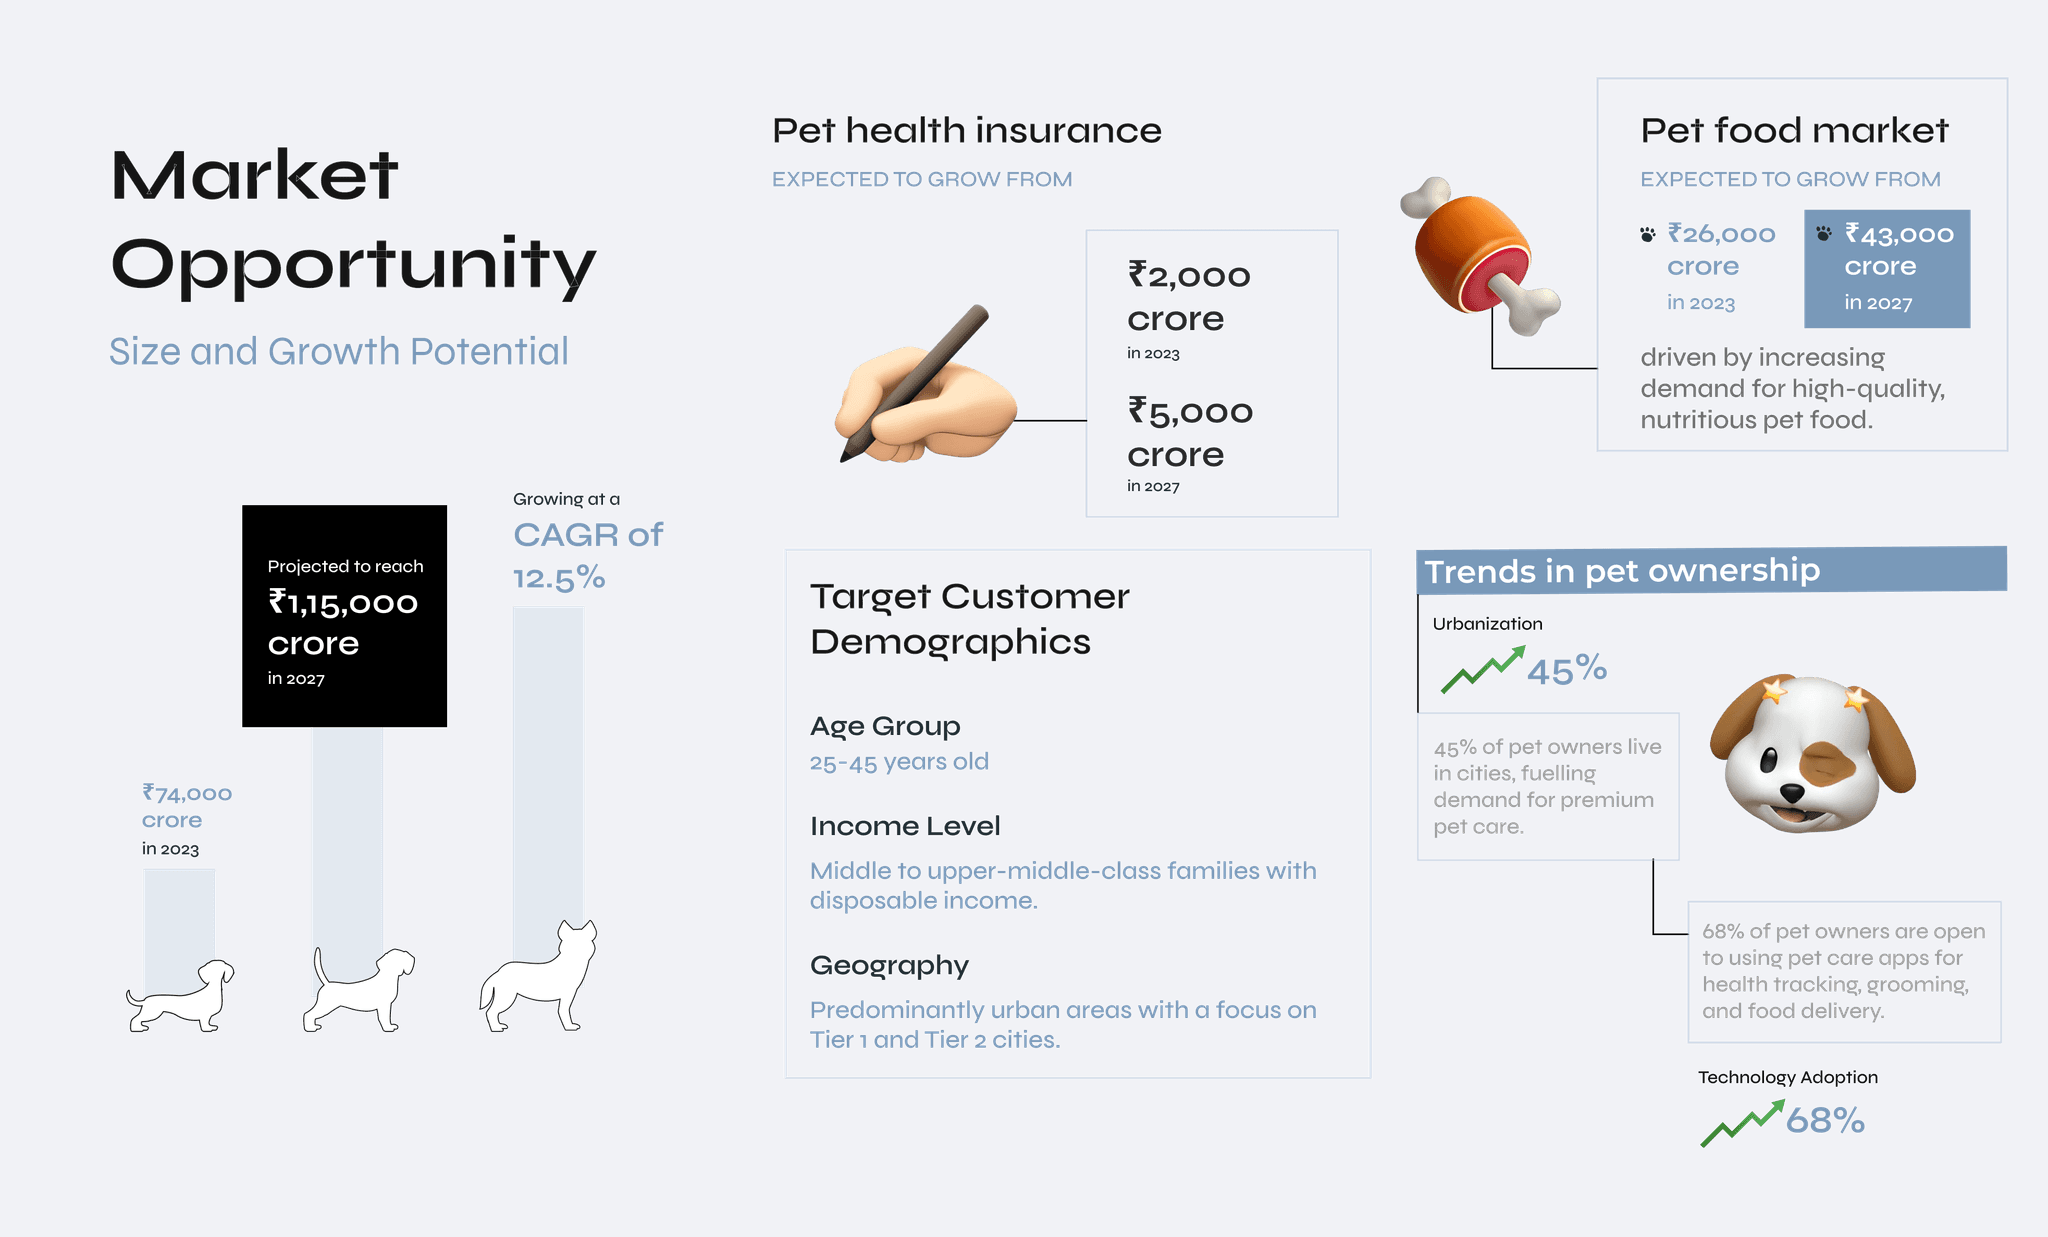 Market
Opportunity
Size and Growth Potential
₹74,000
crore
in 2023
Projected to reach
₹1,15,000
crore
in 2027
Growing at a
CAGR of
12.5%
Pet health insurance
EXPECTED TO GROW FROM
₹2,000
crore
in 2023
₹5,000
crore
in 2027
Pet food market
EXPECTED TO GROW FROM
₹26,000
crore
in 2023
₹43,000
crore
in 2027
driven by increasing
demand for high-quality,
nutritious pet food.
Target Customer
Demographics
Age Group
25-45 years old
Income Level
Middle to upper-middle-class families with
disposable income.
Geography
Predominantly urban areas with a focus on
Tier 1 and Tier 2 cities.
Trends in pet ownership
Urbanization
45%
45% of pet owners live
in cities, fuelling
demand for premium
pet care.
68% of pet owners are open
to using pet care apps for
health tracking, grooming,
and food delivery.
Technology Adoption
68%